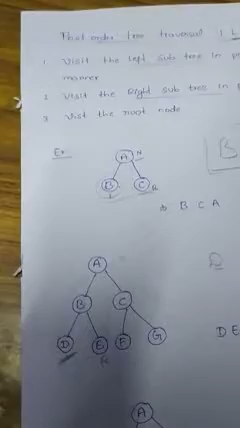 Post order tree traversal
1. Visit the left sub tree in
manner
2. Visit the Right sub tree in
3. Visit the root node
Ex
A N
B C R
L
B C A
A
B C
D E F G
D
D E
A